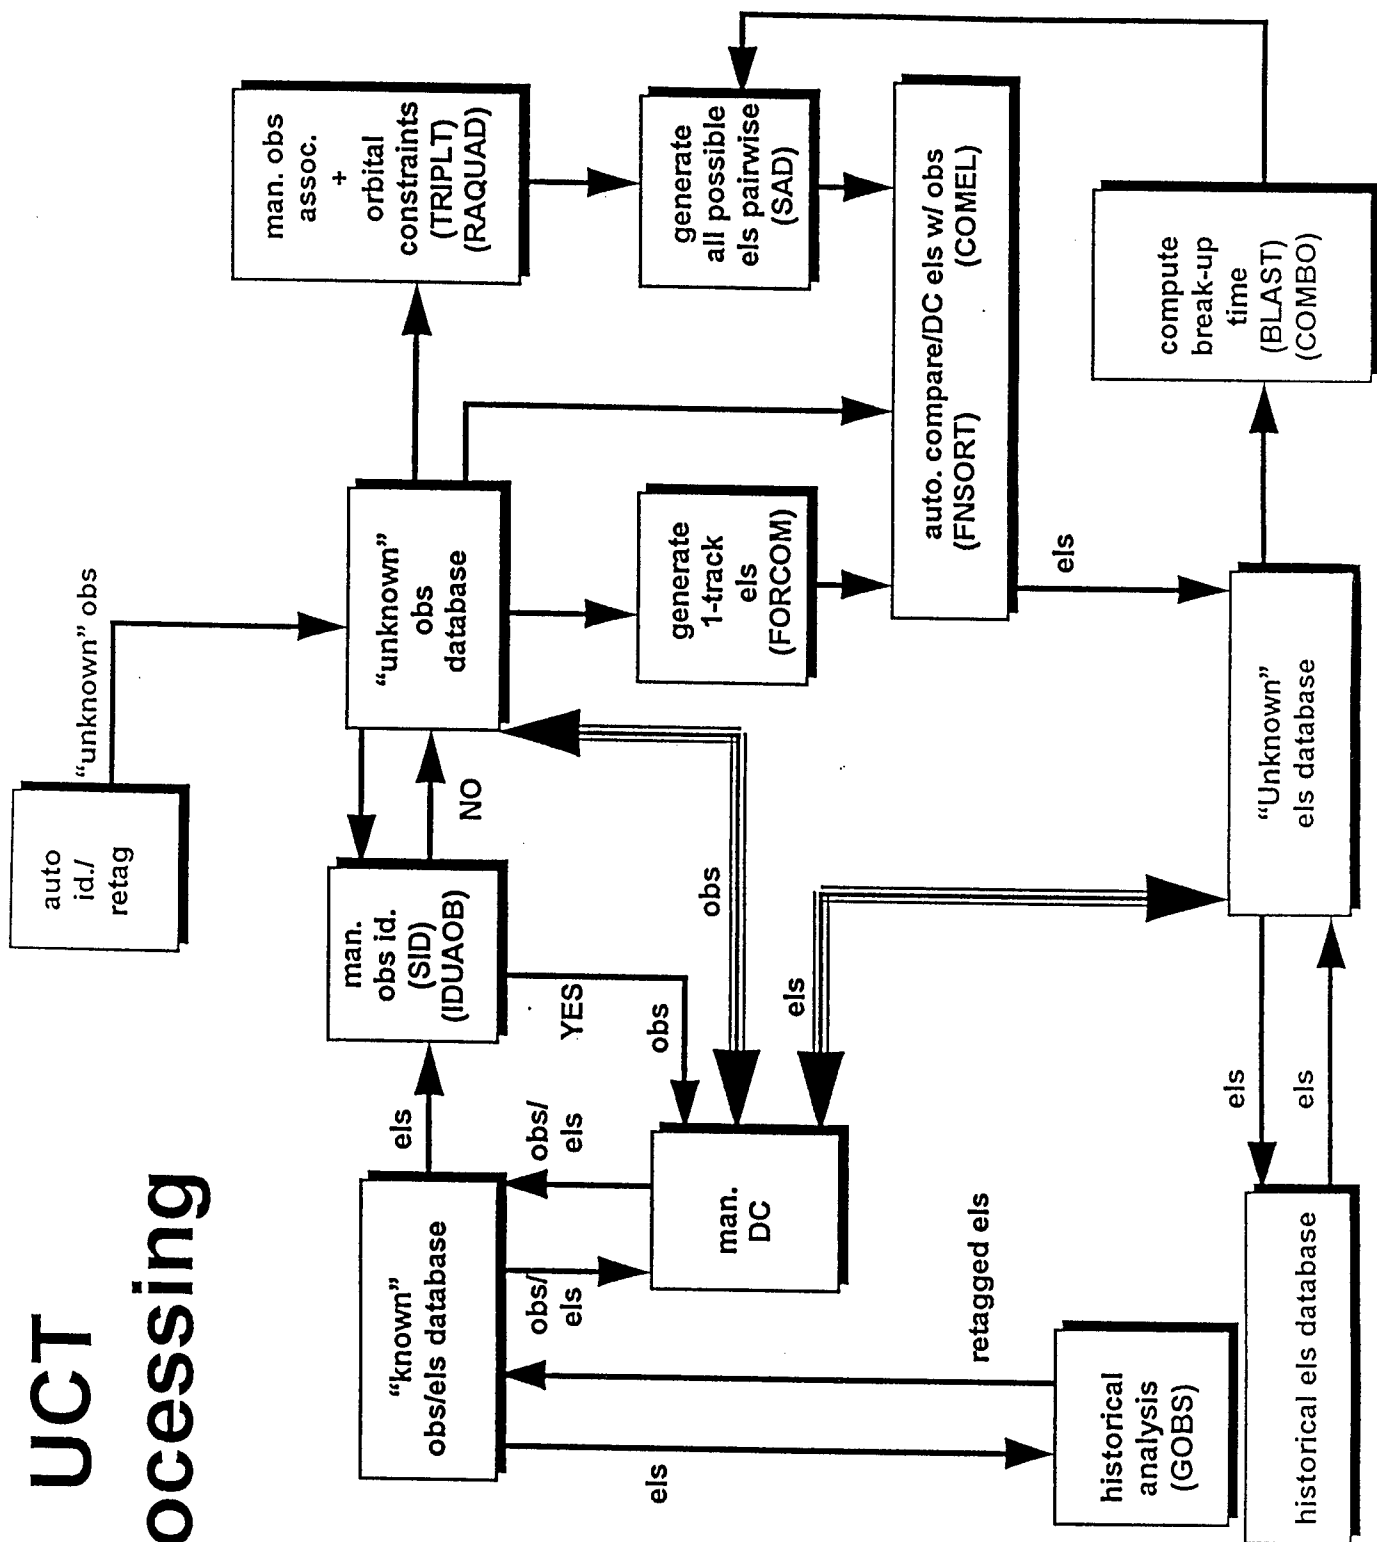 UCT
ocessing
auto
id./
retag
"unknown" obs
"known"
obs/els database
els
man.
obs id.
(SID)
(IDUAOB)
NO
YES
obs
"unknown"
obs
database
man. obs
assoc.
+
orbital
constraints
(TRIPLT)
(RAQUAD)
obs/
els
obs/
els
man.
DC
obs
els
generate
1-track
els
(FORCOM)
generate
all possible
els pairwise
(SAD)
auto. compare/DC els w/ obs
(FNSORT)
(COMEL)
els
els
retagged els
historical
analysis
(GOBS)
historical els database
els
els
"Unknown"
els database
compute
break-up
time
(BLAST)
(COMBO)